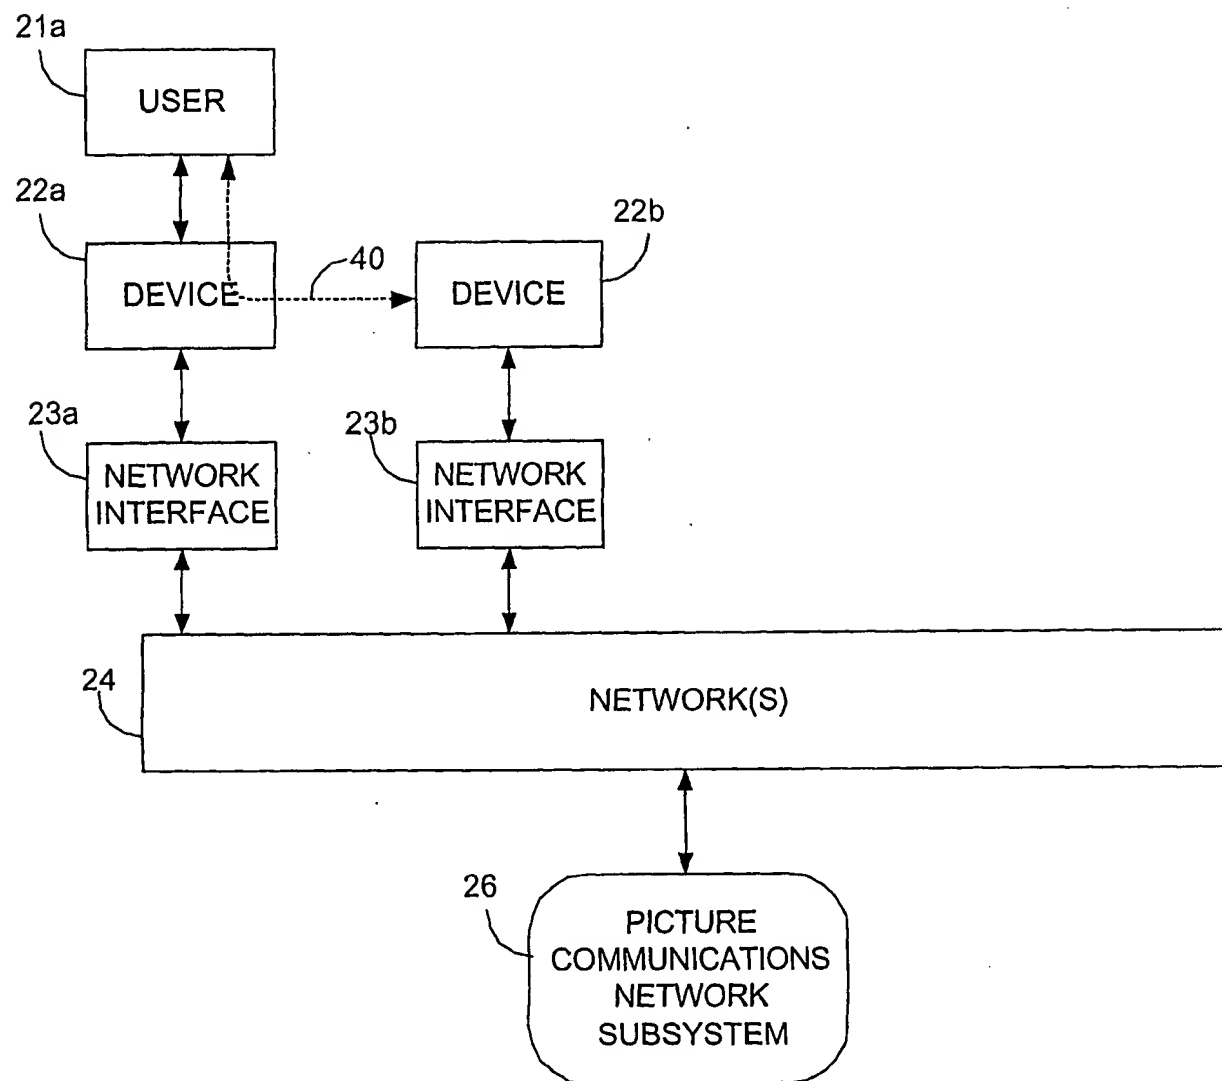 21a
USER
22a
22b
40
DEVICE
DEVICE
23a
23b
NETWORK
INTERFACE
NETWORK
INTERFACE
24
NETWORK(S)
26
PICTURE
COMMUNICATIONS
NETWORK
SUBSYSTEM